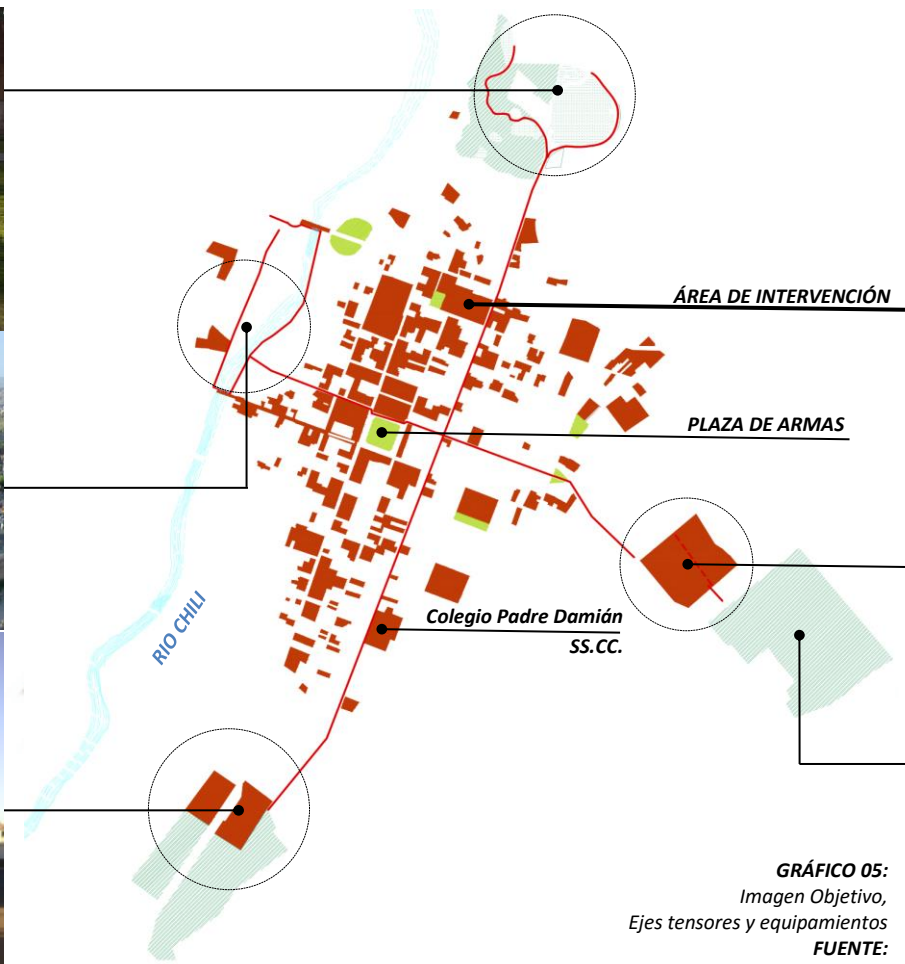 ÁREA DE INTERVENCIÓN
PLAZA DE ARMAS
Colegio Padre Damián
SS.CC.
RIO CHILI
GRÁFICO 05:
Imagen Objetivo,
Ejes tensores y equipamientos
FUENTE: